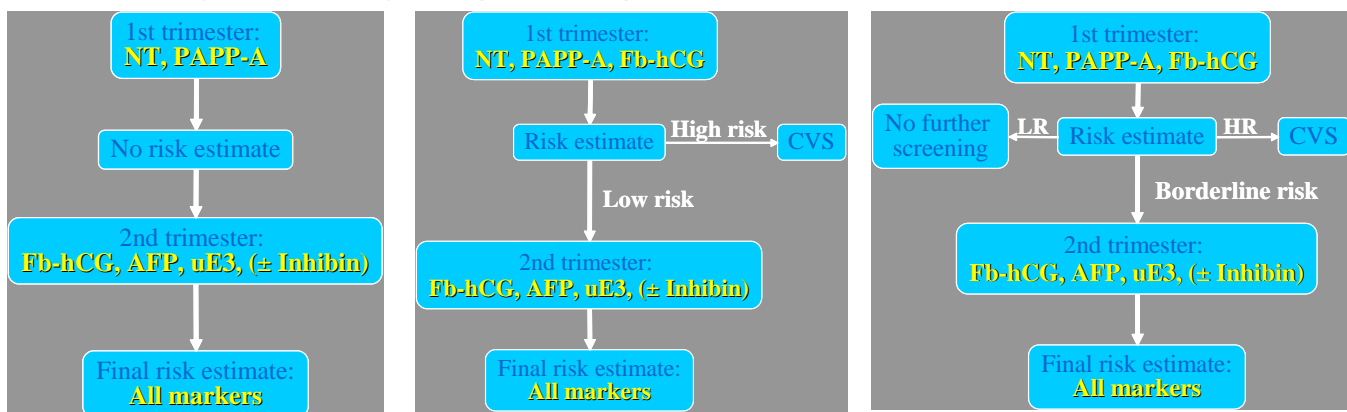 1st trimester:
NT, PAPP-A
No risk estimate
2nd trimester:
Fb-hCG, AFP, uE3, (± Inhibin)
Final risk estimate:
All markers
1st trimester:
NT, PAPP-A, Fb-hCG
Risk estimate
High risk
CVS
Low risk
2nd trimester:
Fb-hCG, AFP, uE3, (± Inhibin)
Final risk estimate:
All markers
1st trimester:
NT, PAPP-A, Fb-hCG
No further
screening
LR
Risk estimate
HR
CVS
Borderline risk
2nd trimester:
Fb-hCG, AFP, uE3, (± Inhibin)
Final risk estimate:
All markers